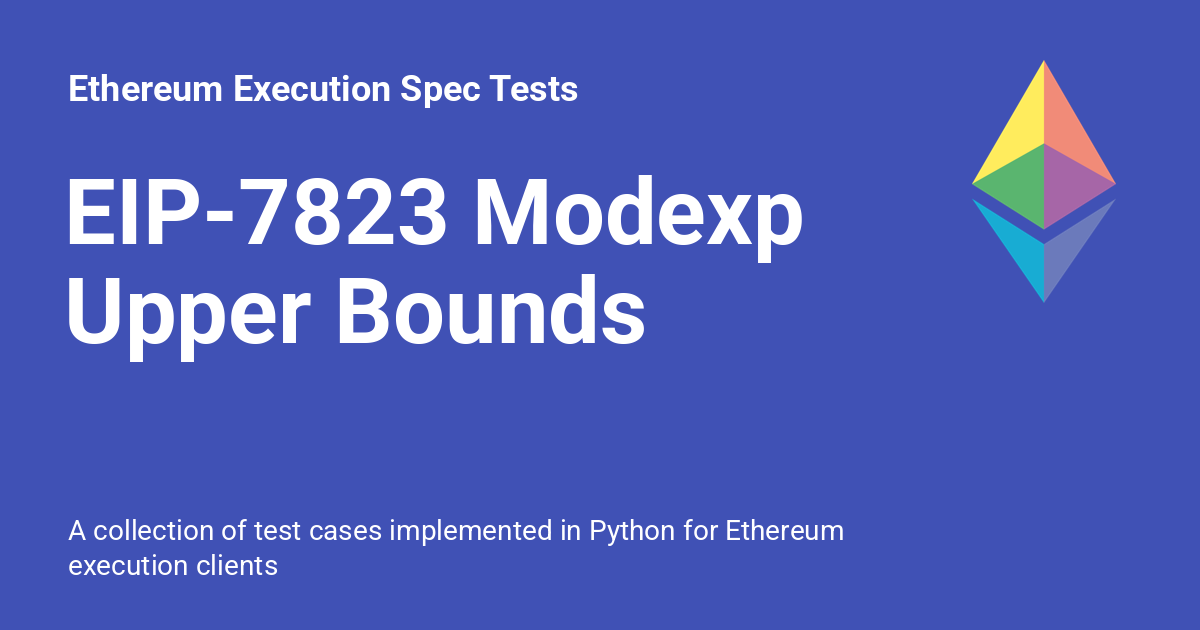 Ethereum Execution Spec Tests
EIP-7823 Modexp
Upper Bounds
A collection of test cases implemented in Python for Ethereum
execution clients